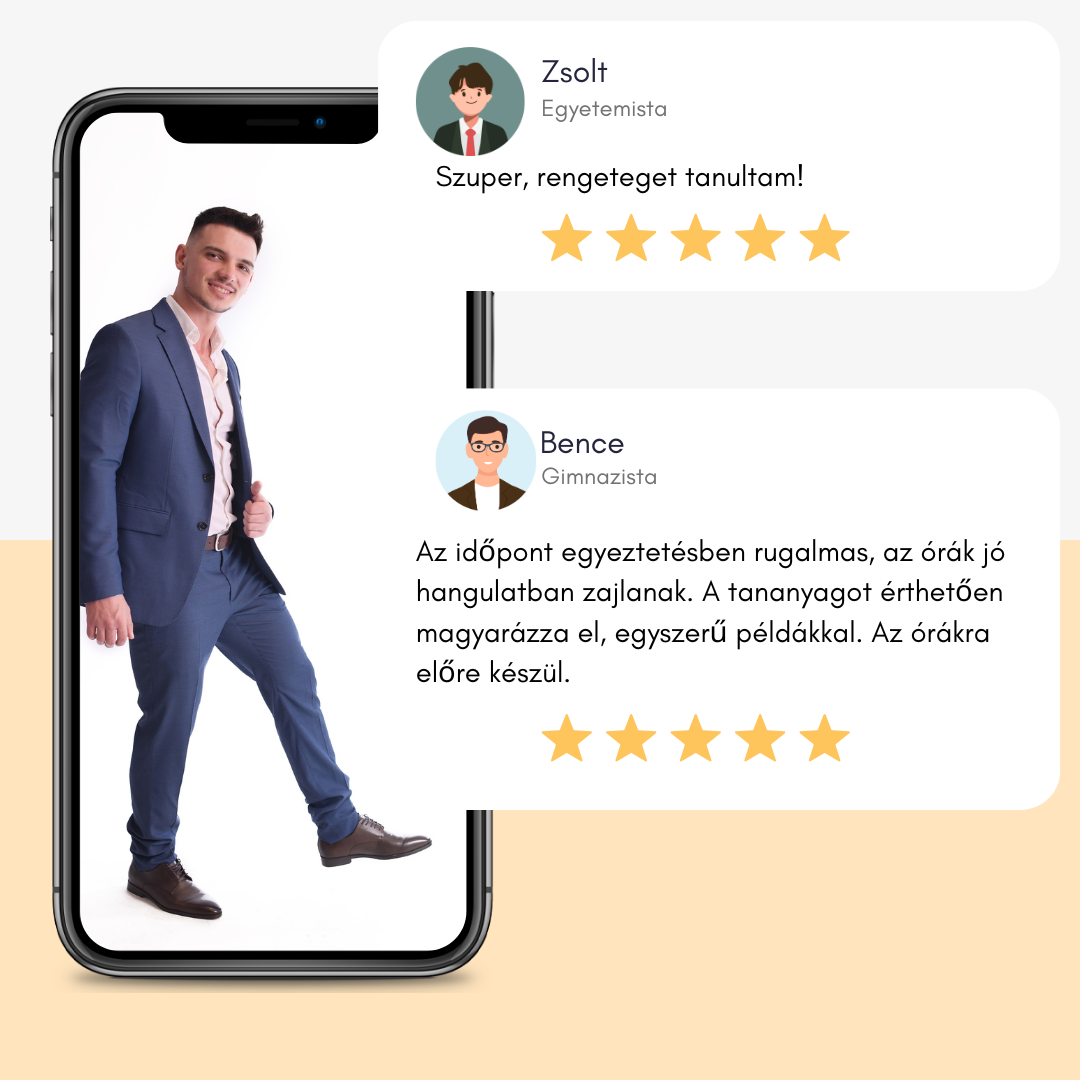 Zsolt
Egyetemista
Szuper, rengeteget tanultam!
Bence
Gimnazista
Az időpont egyeztetésben rugalmas, az órák jó
hangulatban zajlanak. A tananyagot érthetően
magyarázza el, egyszerű példákkal. Az órákra
előre készül.